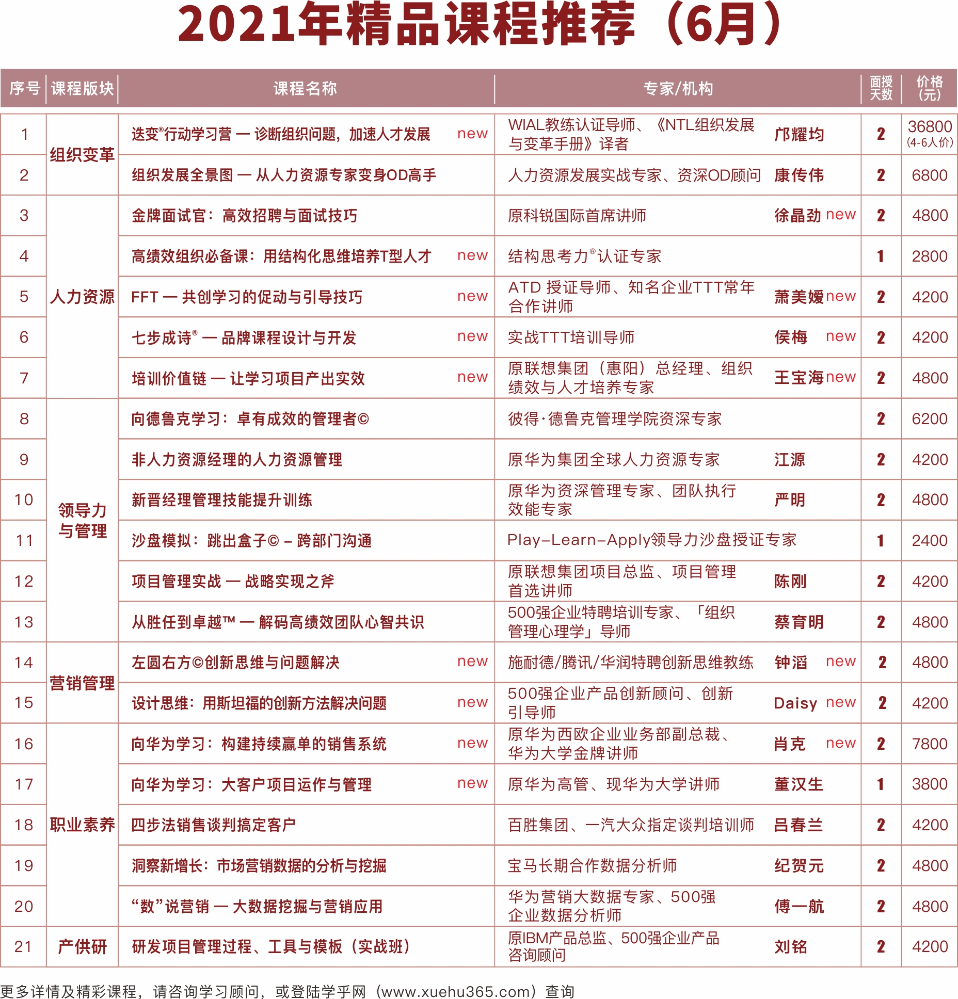 2021年精品课程推荐（6月）
序号 课程版块 课程名称 专家/机构 面授天数 价格(元)
组织变革
1 迭变®行动学习营 — 诊断组织问题，加速人才发展 new WIAL教练认证导师、《NTL组织发展
与变革手册》译者 邝耀均 2 36800
(4-6人价)
2 组织发展全景图 — 从人力资源专家变身OD高手 人力资源发展实战专家、资深OD顾问 康传伟 2 6800
人力资源
3 金牌面试官：高效招聘与面试技巧 原科锐国际首席讲师 徐晶劲 new 2 4800
4 高绩效组织必备课：用结构化思维培养T型人才 new 结构思考力®认证专家 1 2800
5 FFT — 共创学习的促动与引导技巧 new ATD 授证导师、知名企业TTT常年
合作讲师 萧美嫒 new 2 4200
6 七步成诗® — 品牌课程设计与开发 new 实战TTT培训导师 侯梅 new 2 4200
7 培训价值链 — 让学习项目产出实效 new 原联想集团（惠阳）总经理、组织
绩效与人才培养专家 王宝海 new 2 4800
领导力
与管理
8 向德鲁克学习：卓有成效的管理者© 彼得·德鲁克管理学院资深专家 2 6200
9 非人力资源经理的人力资源管理 原华为集团全球人力资源专家 江源 2 4200
10 新晋经理管理技能提升训练 原华为资深管理专家、团队执行
效能专家 严明 2 4800
11 沙盘模拟：跳出盒子© – 跨部门沟通 Play–Learn–Apply领导力沙盘授证专家 1 2400
12 项目管理实战 — 战略实现之斧 原联想集团项目总监、项目管理
首选讲师 陈刚 2 4200
13 从胜任到卓越™ — 解码高绩效团队心智共识 500强企业特聘培训专家、「组织
管理心理学」导师 蔡育明 2 4800
营销管理
14 左圆右方©创新思维与问题解决 new 施耐德/腾讯/华润特聘创新思维教练 钟滔 new 2 4800
15 设计思维：用斯坦福的创新方法解决问题 new 500强企业产品创新顾问、创新
引导师 Daisy new 2 4200
职业素养
16 向华为学习：构建持续赢单的销售系统 new 原华为西欧企业业务部副总裁、
华为大学金牌讲师 肖克 new 2 7800
17 向华为学习：大客户项目运作与管理 new 原华为高管、现华为大学讲师 董汉生 1 3800
18 四步法销售谈判搞定客户 百胜集团、一汽大众指定谈判培训师 吕春兰 2 4200
19 洞察新增长：市场营销数据的分析与挖掘 宝马长期合作数据分析师 纪贺元 2 4800
20 “数”说营销 — 大数据挖掘与营销应用 华为营销大数据专家、500强
企业数据分析师 傅一航 2 4800
产供研
21 研发项目管理过程、工具与模板（实战班） 原IBM产品总监、500强企业产品
咨询顾问 刘铭 2 4200
更多详情及精彩课程，请咨询学习顾问，或登陆学乎网（www.xuehu365.com）查询